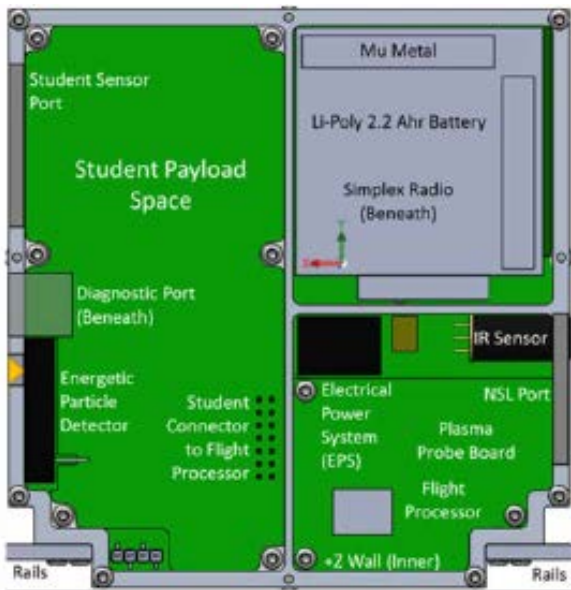 Student Sensor
Port
Student Payload
Space
Diagnostic Port
(Beneath)
Energetic
Particle
Detector
Student
Connector
to Flight
Processor
Rails
Mu Metal
Li-Poly 2.2 Ahr Battery
Simplex Radio
(Beneath)
IR Sensor
NSL Port
Electrical
Power
System
(EPS)
Plasma
Probe Board
Flight
Processor
+Z Wall (Inner)
Rails